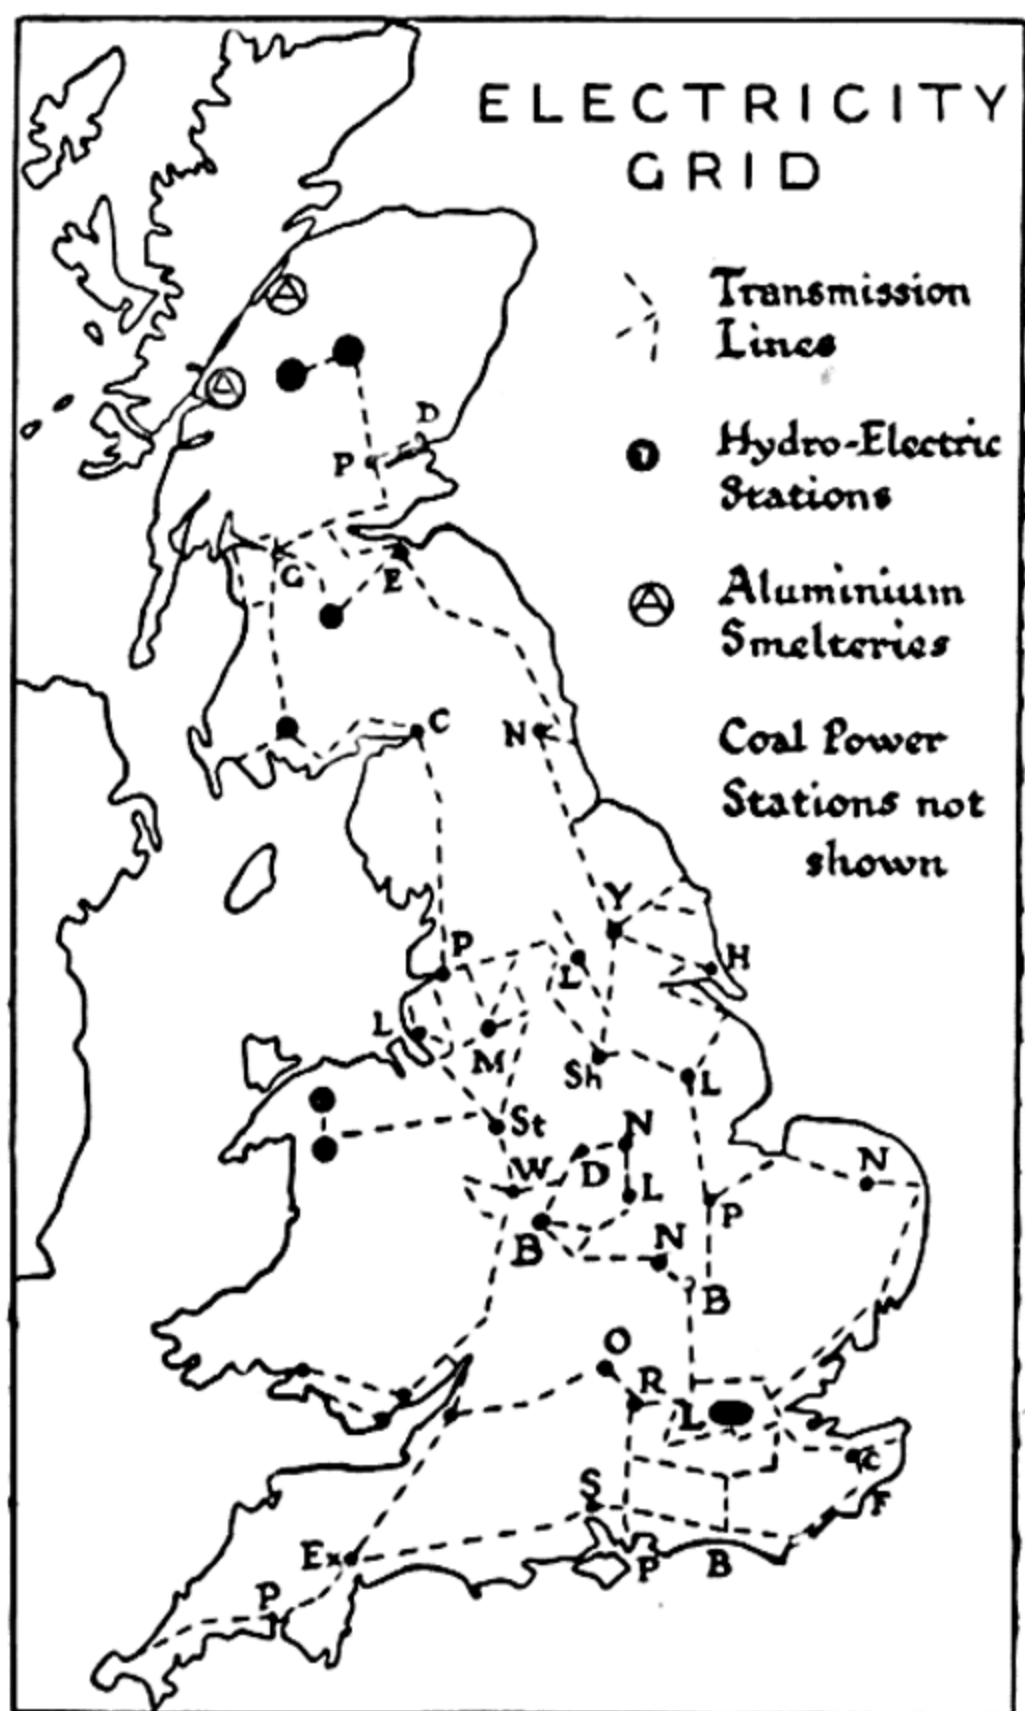 ELECTRICITY
GRID
Transmission
Lines
Hydro-Electric
Stations
Aluminium
Smelteries
Coal Power
Stations not
shown
D
P
G
E
C
N
Y
P
L
H
L
M
Sh
L
St
N
W
D
N
L
P
B
N
B
O
R
L
C
S
F
Ex
P
B
P